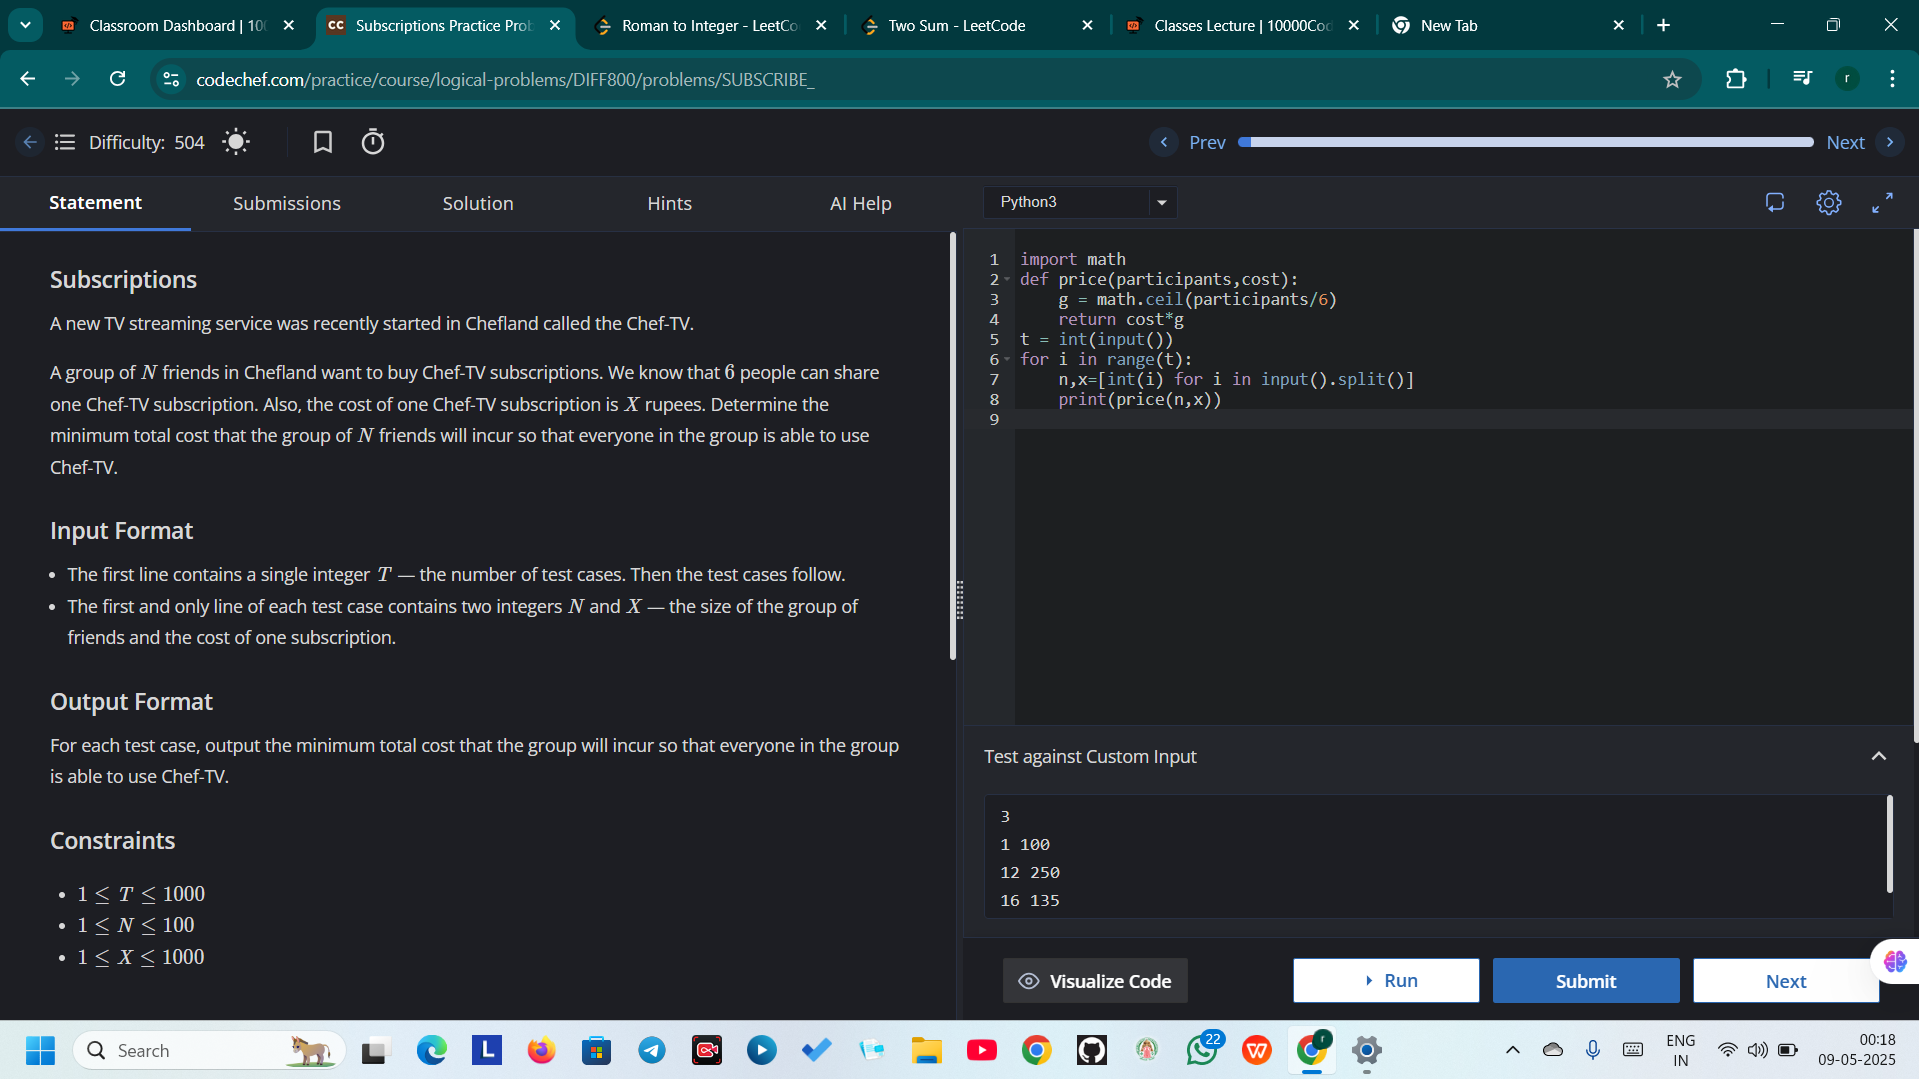 Classroom Dashboard | 100
Subscriptions Practice Prob
Roman to Integer - LeetCo
Two Sum - LeetCode
Classes Lecture | 10000Cod
New Tab
codechef.com/practice/course/logical-problems/DIFF800/problems/SUBSCRIBE_
r
Difficulty: 504
Prev
Next
Statement
Submissions
Solution
Hints
AI Help
Python3
Subscriptions
A new TV streaming service was recently started in Chefland called the Chef-TV.
A group of N friends in Chefland want to buy Chef-TV subscriptions. We know that 6 people can share
one Chef-TV subscription. Also, the cost of one Chef-TV subscription is X rupees. Determine the
minimum total cost that the group of N friends will incur so that everyone in the group is able to use
Chef-TV.
Input Format
• The first line contains a single integer T — the number of test cases. Then the test cases follow.
• The first and only line of each test case contains two integers N and X — the size of the group of
friends and the cost of one subscription.
Output Format
For each test case, output the minimum total cost that the group will incur so that everyone in the group
is able to use Chef-TV.
Constraints
• 1 ≤ T ≤ 1000
• 1 ≤ N ≤ 100
• 1 ≤ X ≤ 1000
1 import math
2 def price(participants,cost):
3     g = math.ceil(participants/6)
4     return cost*g
5 t = int(input())
6 for i in range(t):
7     n,x=[int(i) for i in input().split()]
8     print(price(n,x))
9
Test against Custom Input
3
1 100
12 250
16 135
Visualize Code
Run
Submit
Next
Search
22
r
ENG
IN
00:18
09-05-2025